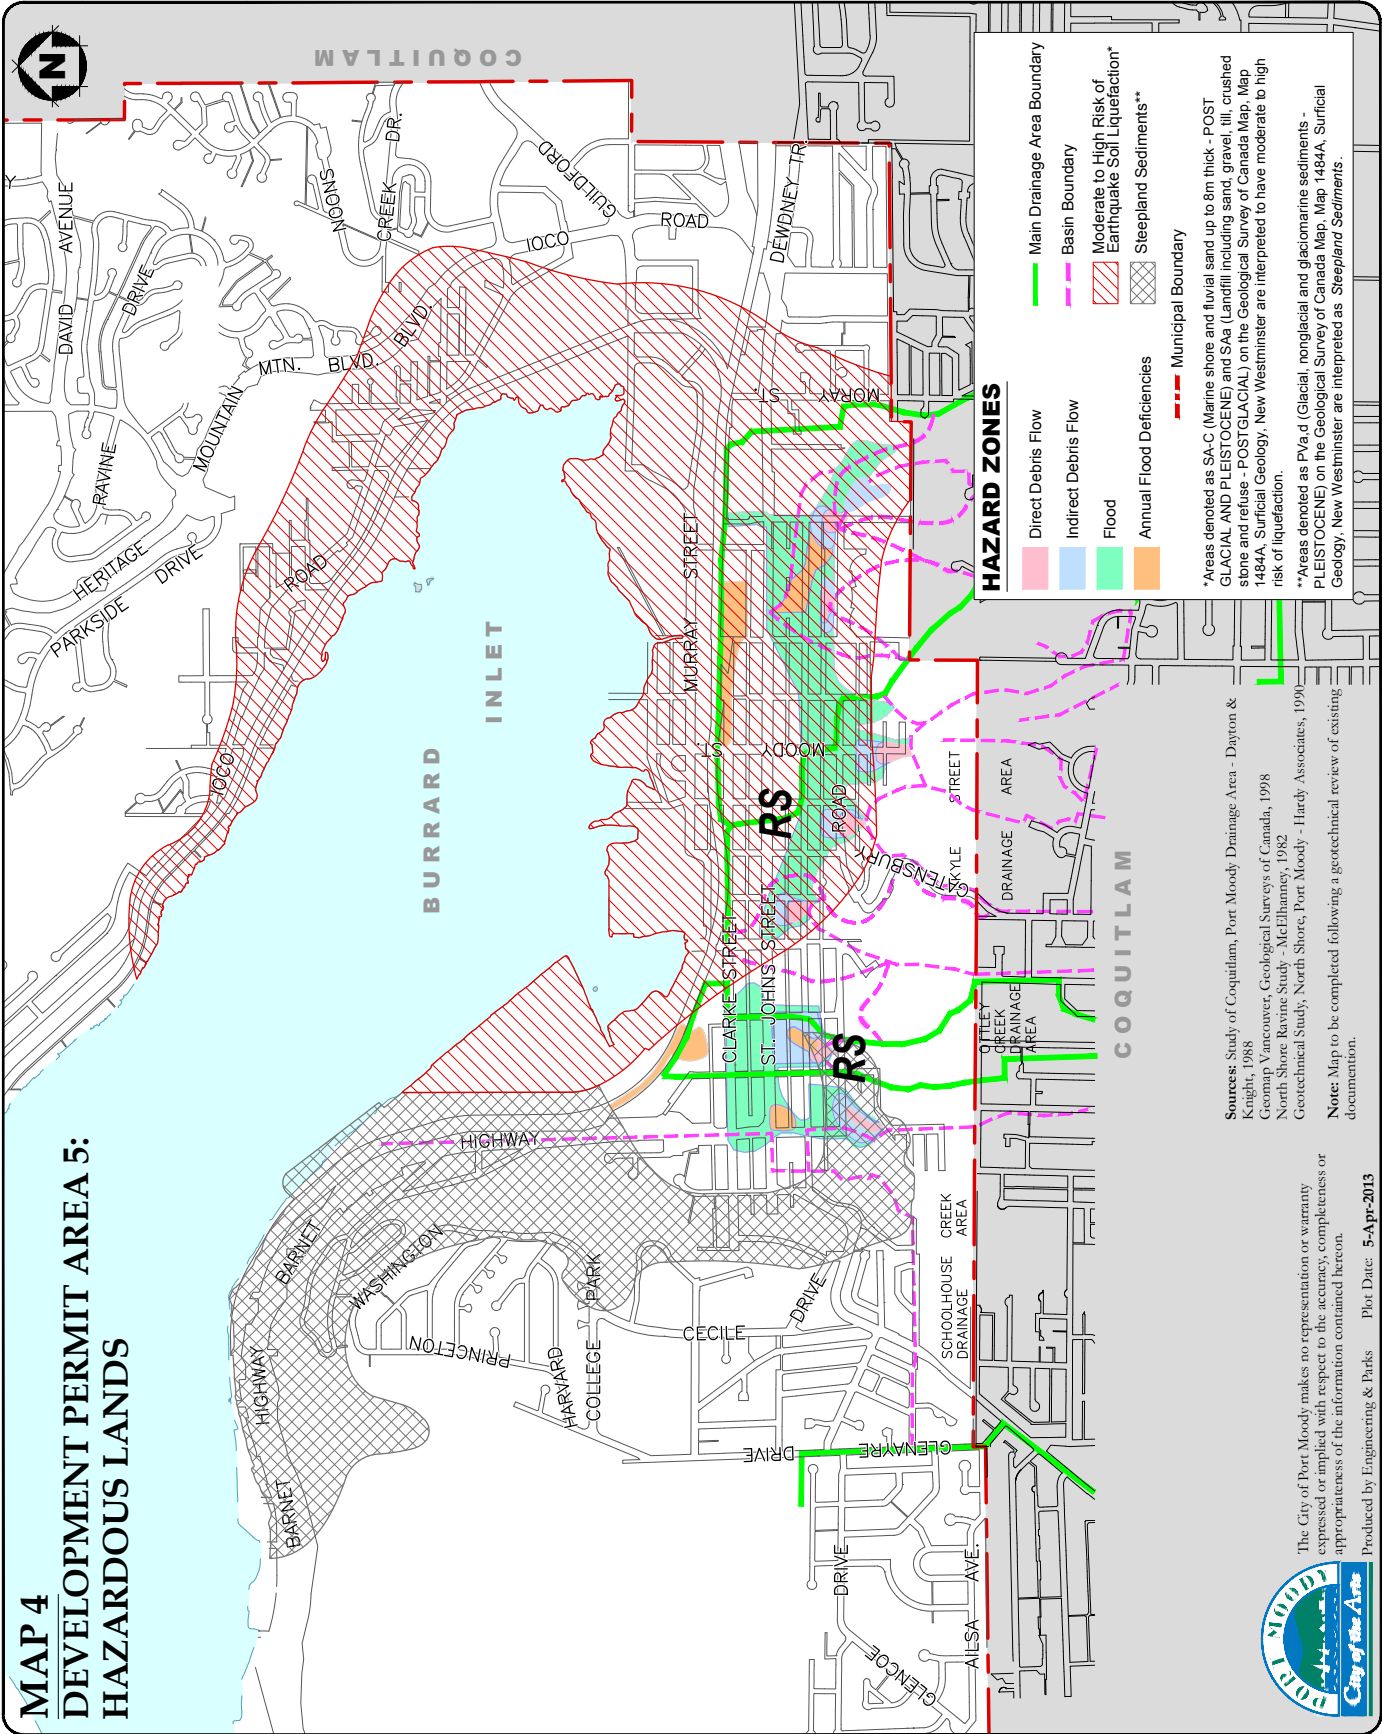 MAP 4
DEVELOPMENT PERMIT AREA 5:
HAZARDOUS LANDS
N
COQUITLAM
DAVID AVENUE
DRIVE
NOONS
CREEK DR.
GUILDFORD
IOCO
ROAD
DEWDNEY TR.
MTN. BLVD.
BLVD.
MOUNTAIN
RAVINE
HERITAGE
PARKSIDE DRIVE
ROAD
IOCO
BURRARD
INLET
MORAY ST.
MURRAY STREET
MOODY ST.
RS
ROAD
GATENSBURY
KYLE STREET
DRAINAGE AREA
CLARKE STREET
ST. JOHNS STREET
RS
OTTLEY
CREEK
DRAINAGE
AREA
COQUITLAM
HIGHWAY
BARNET
WASHINGTON
HIGHWAY
BARNET
PRINCETON
HARVARD
COLLEGE PARK
CECILE
DRIVE
SCHOOLHOUSE CREEK
DRAINAGE AREA
GLENAYRE DRIVE
DRIVE
GLENCOE
AILSA AVE.
HAZARD ZONES
Direct Debris Flow
Indirect Debris Flow
Flood
Annual Flood Deficiencies
Main Drainage Area Boundary
Basin Boundary
Moderate to High Risk of
Earthquake Soil Liquefaction*
Steepland Sediments**
Municipal Boundary
*Areas denoted as SA-C (Marine shore and fluvial sand up to 8m thick - POST
GLACIAL AND PLEISTOCENE) and SAa (Landfill including sand, gravel, till, crushed
stone and refuse - POSTGLACIAL) on the Geological Survey of Canada Map, Map
1484A, Surficial Geology, New Westminster are interpreted to have moderate to high
risk of liquefaction.
**Areas denoted as PVa,d (Glacial, nonglacial and glaciomarine sediments -
PLEISTOCENE) on the Geological Survey of Canada Map, Map 1484A, Surficial
Geology, New Westminster are interpreted as Steepland Sediments.
Sources: Study of Coquitlam, Port Moody Drainage Area - Dayton &
Knight, 1988
Geomap Vancouver, Geological Surveys of Canada, 1998
North Shore Ravine Study - McElhanney, 1982
Geotechnical Study, North Shore, Port Moody - Hardy Associates, 1990
Note: Map to be completed following a geotechnical review of existing
documention.
The City of Port Moody makes no representation or warranty
expressed or implied with respect to the accuracy, completeness or
appropriateness of the information contained hereon.
Produced by Engineering & Parks Plot Date: 5-Apr-2013
PORT MOODY
City of the Arts